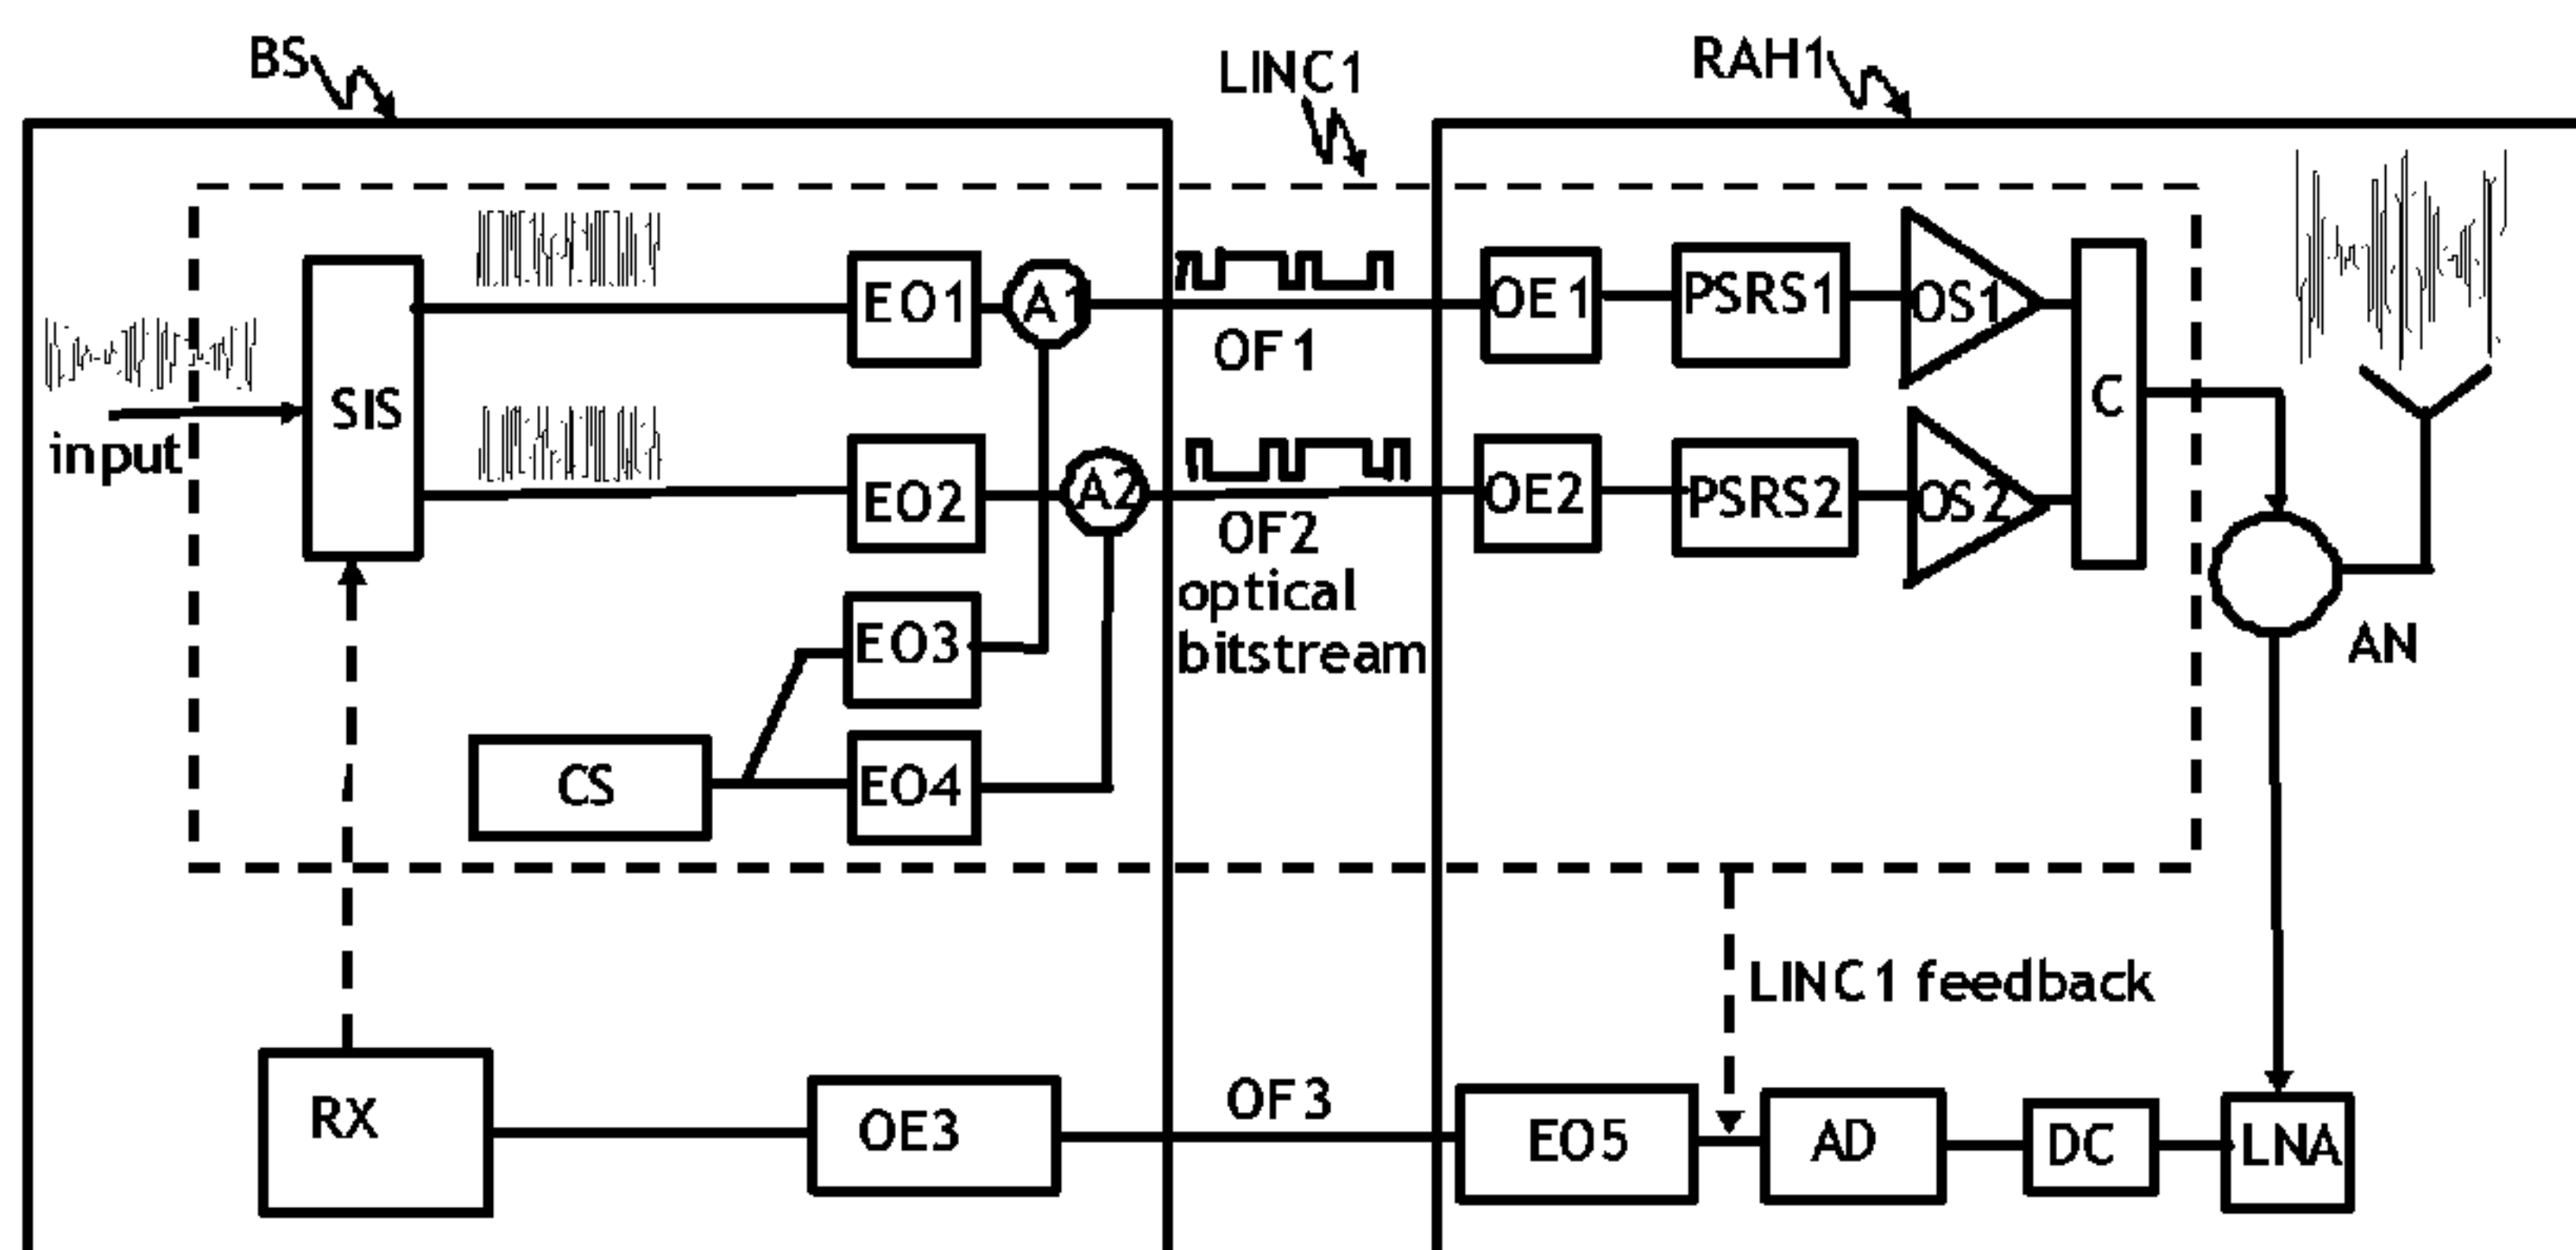 BS
LINC1
RAH1
input
SIS
EO1
A1
OF1
OE1
PSRS1
OS1
C
EO2
A2
OF2
optical
bitstream
OE2
PSRS2
OS2
EO3
CS
EO4
AN
LINC1 feedback
RX
OE3
OF3
EO5
AD
DC
LNA